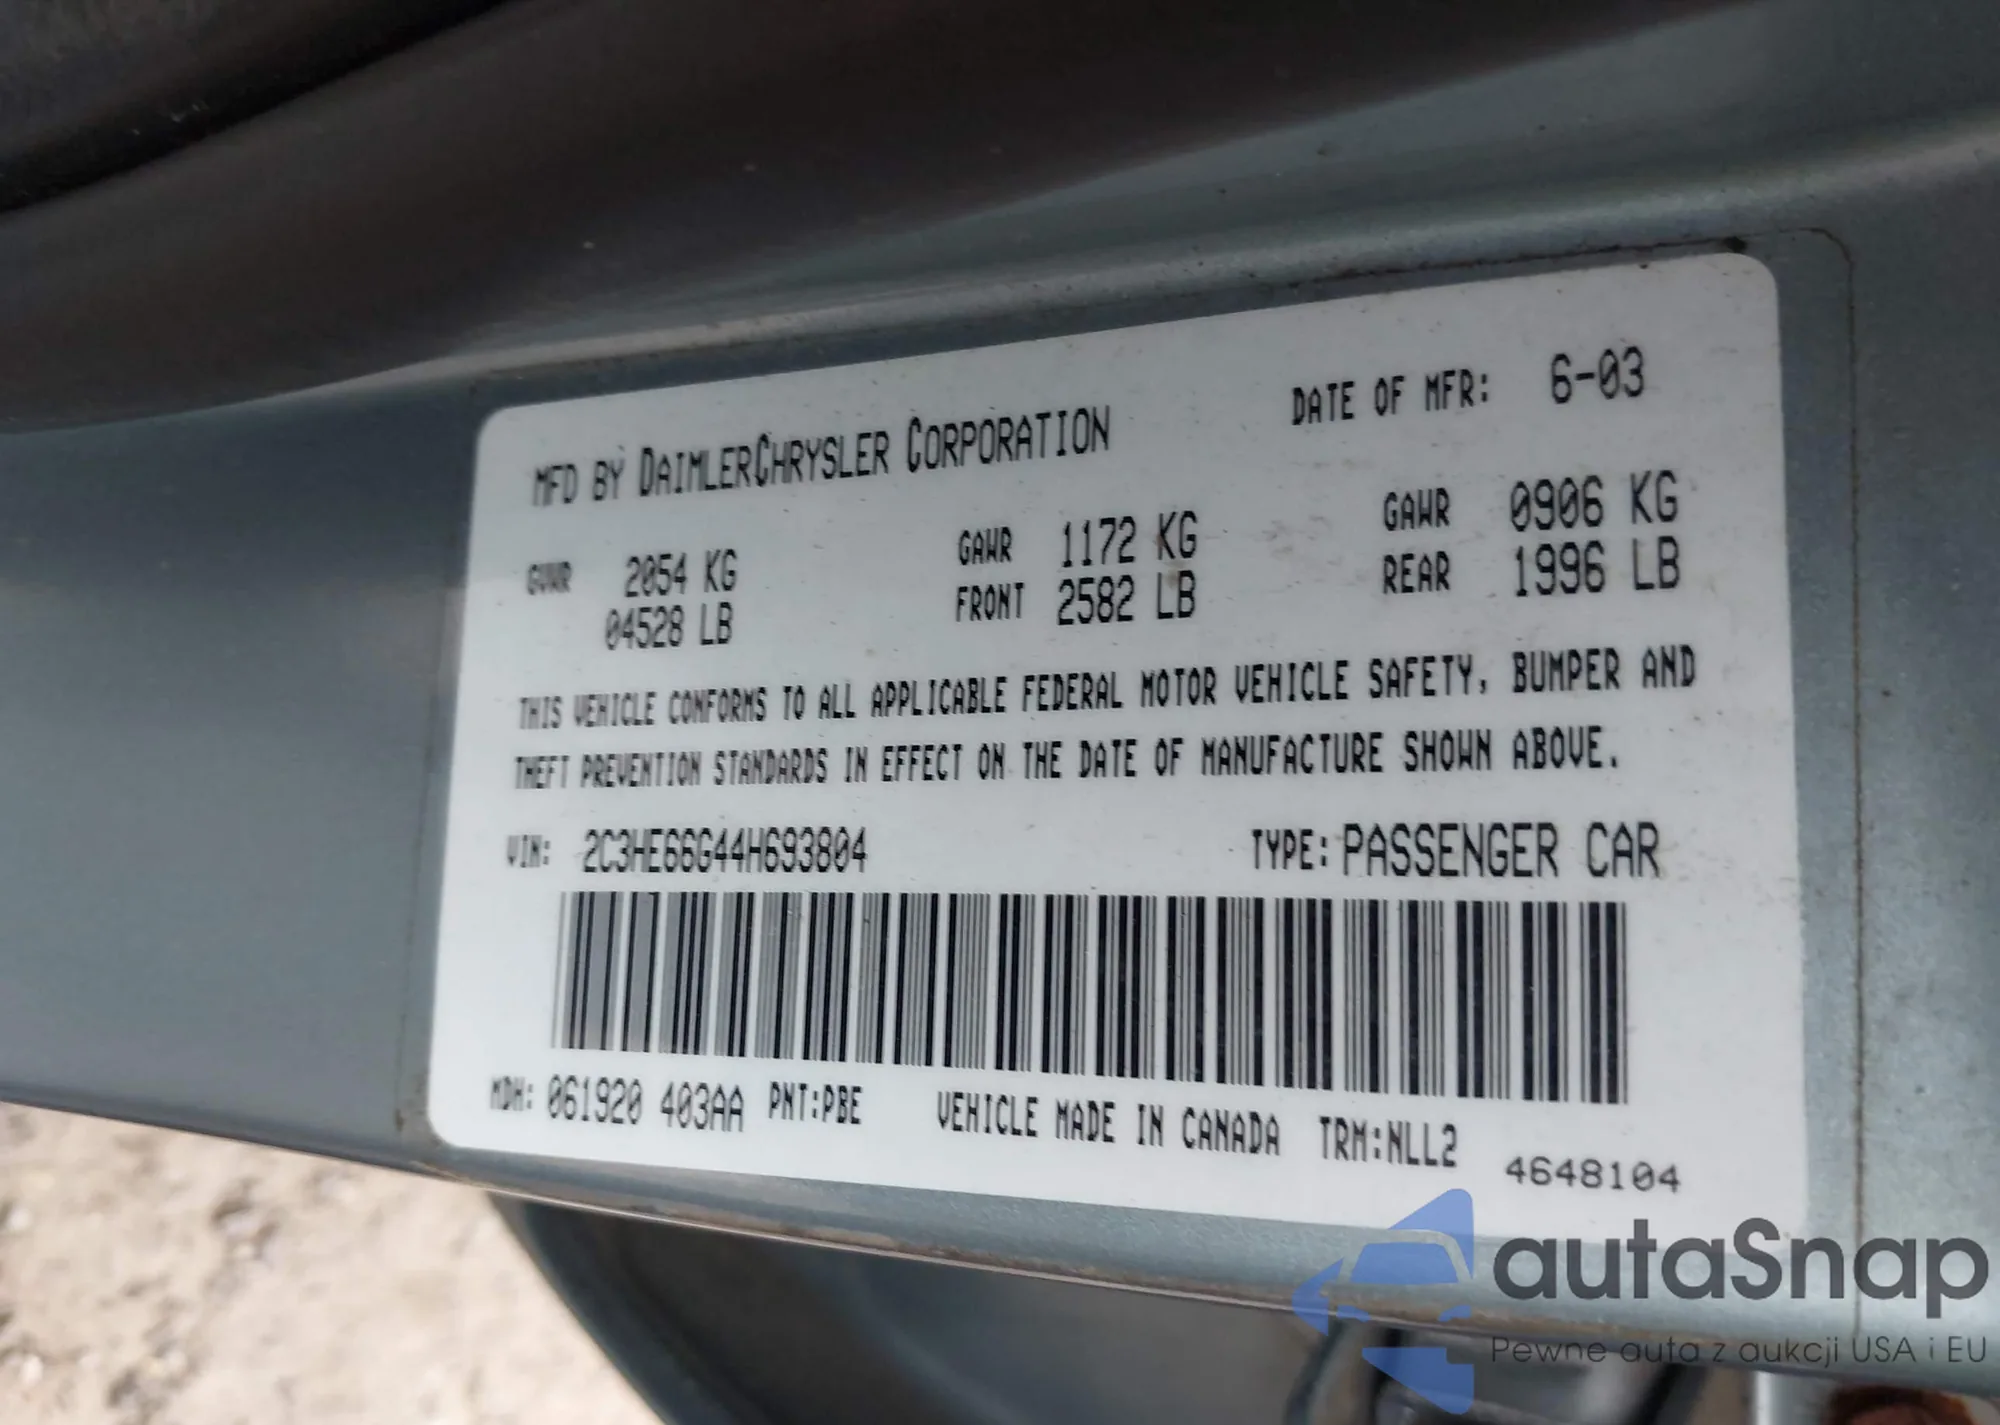 MFD BY DAIMLERCHRYSLER CORPORATION DATE OF MFR: 6-03
GVWR 2054 KG GAWR 1172 KG GAWR 0906 KG
04528 LB FRONT 2582 LB REAR 1996 LB
THIS VEHICLE CONFORMS TO ALL APPLICABLE FEDERAL MOTOR VEHICLE SAFETY, BUMPER AND
THEFT PREVENTION STANDARDS IN EFFECT ON THE DATE OF MANUFACTURE SHOWN ABOVE.
VIN: 2C3HE66G44H693804 TYPE: PASSENGER CAR
MDH: 061920 403AA PNT:PBE VEHICLE MADE IN CANADA TRM:NLL2
4648104
autaSnap
Pewne auta z aukcji USA i EU